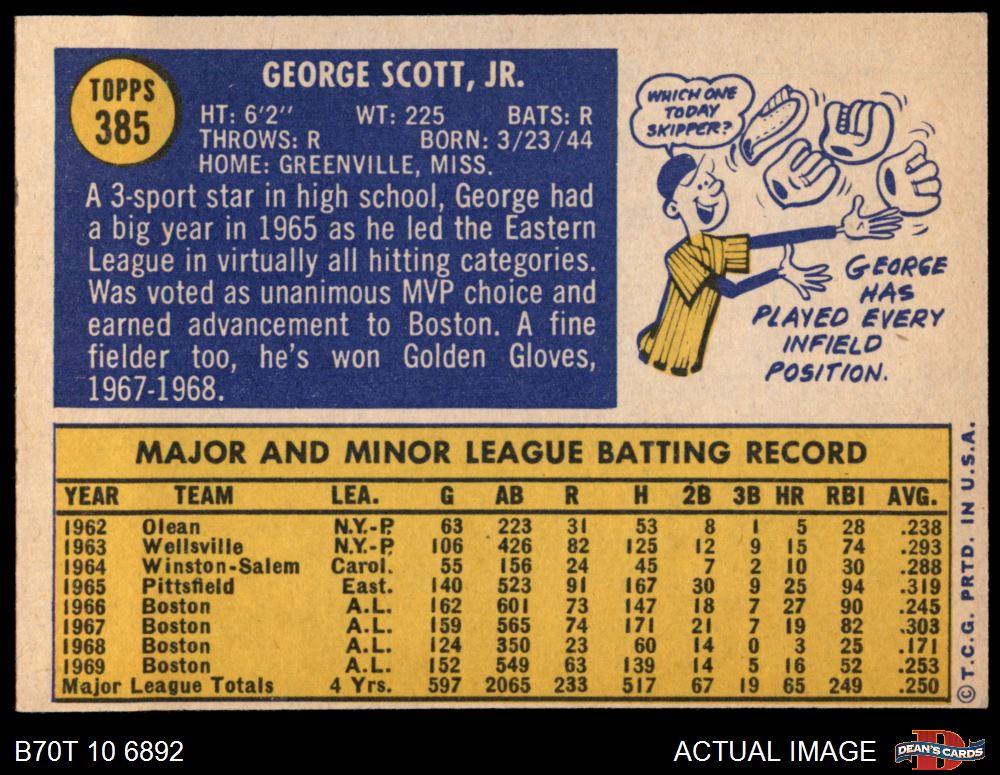 TOPPS
385
GEORGE SCOTT, JR.
HT: 6'2" WT: 225 BATS: R
THROWS: R BORN: 3/23/44
HOME: GREENVILLE, MISS.
A 3-sport star in high school, George had
a big year in 1965 as he led the Eastern
League in virtually all hitting categories.
Was voted as unanimous MVP choice and
earned advancement to Boston. A fine
fielder too, he's won Golden Gloves,
1967-1968.
WHICH ONE
TODAY
SKIPPER?
GEORGE
HAS
PLAYED EVERY
INFIELD
POSITION.
MAJOR AND MINOR LEAGUE BATTING RECORD
YEAR TEAM LEA. G AB R H 2B 3B HR RBI AVG.
1962 Olean N.Y.-P. 63 223 31 53 8 1 5 28 .238
1963 Wellsville N.Y.-P. 106 426 82 125 12 9 15 74 .293
1964 Winston-Salem Carol. 55 156 24 45 7 2 10 30 .288
1965 Pittsfield East. 140 523 91 167 30 9 25 94 .319
1966 Boston A.L. 162 601 73 147 18 7 27 90 .245
1967 Boston A.L. 159 565 74 171 21 7 19 82 .303
1968 Boston A.L. 124 350 23 60 14 0 3 25 .171
1969 Boston A.L. 152 549 63 139 14 5 16 52 .253
Major League Totals 4 Yrs. 597 2065 233 517 67 19 65 249 .250
© T.C.G. PRTD. IN U.S.A.
B70T 10 6892
ACTUAL IMAGE
DEAN'S CARDS